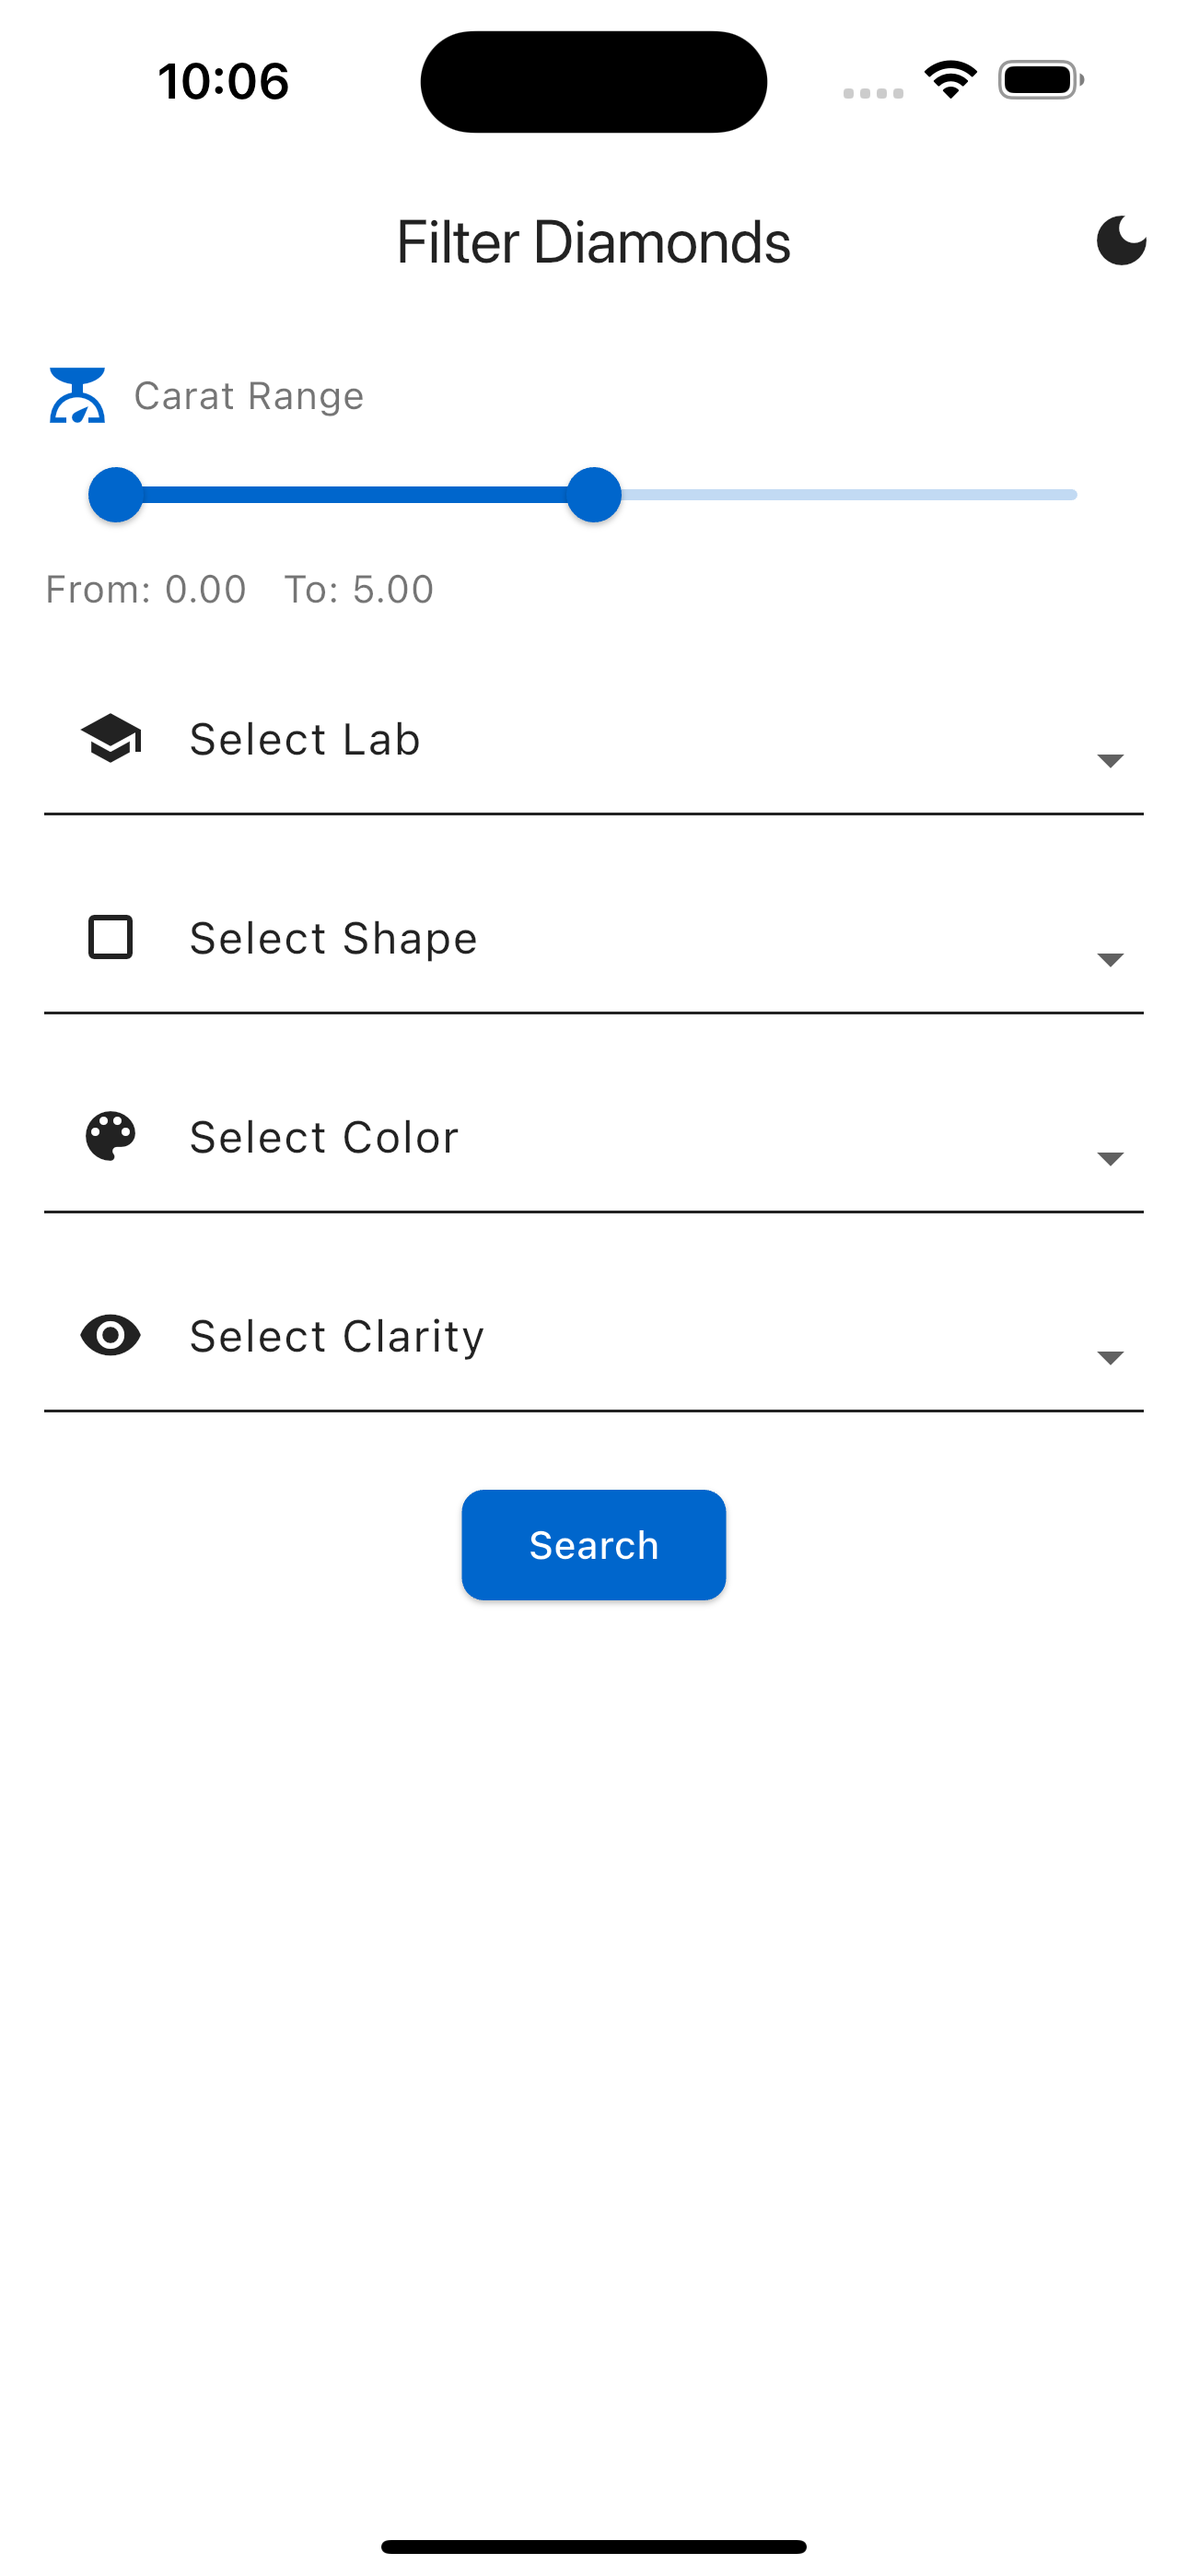 10:06
Filter Diamonds
Carat Range
From: 0.00 To: 5.00
Select Lab
Select Shape
Select Color
Select Clarity
Search